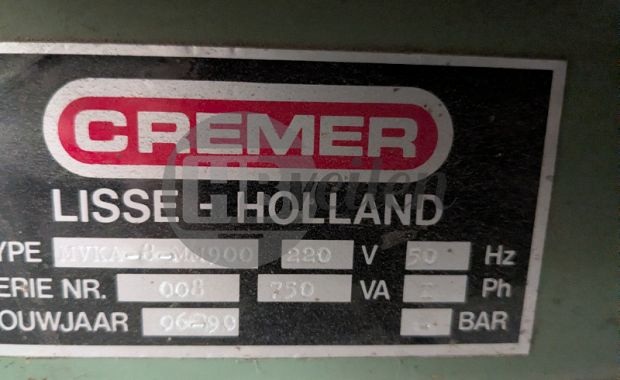 CREMER
LISSE - HOLLAND
YPE MVKA-8-MM900 220 V 50 Hz
ERIE NR. 008 750 VA I Ph
OUWJAAR 06-90 BAR
HDveilen